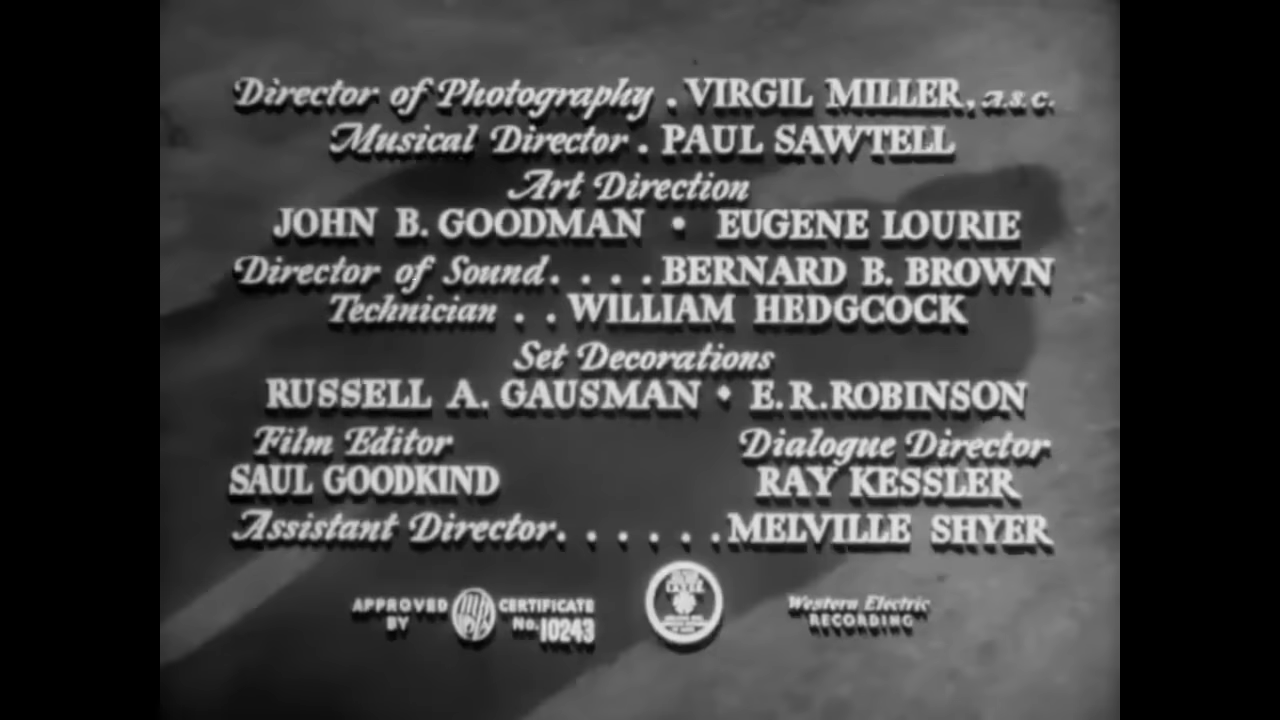 Director of Photography . VIRGIL MILLER, A.S.C.
Musical Director . PAUL SAWTELL
Art Direction
JOHN B. GOODMAN • EUGENE LOURIE
Director of Sound. . . . BERNARD B. BROWN
Technician . . WILLIAM HEDGCOCK
Set Decorations
RUSSELL A. GAUSMAN • E.R. ROBINSON
Film Editor
SAUL GOODKIND
Dialogue Director
RAY KESSLER
Assistant Director. . . . . . MELVILLE SHYER
APPROVED BY
CERTIFICATE No. 10243
Western Electric
RECORDING